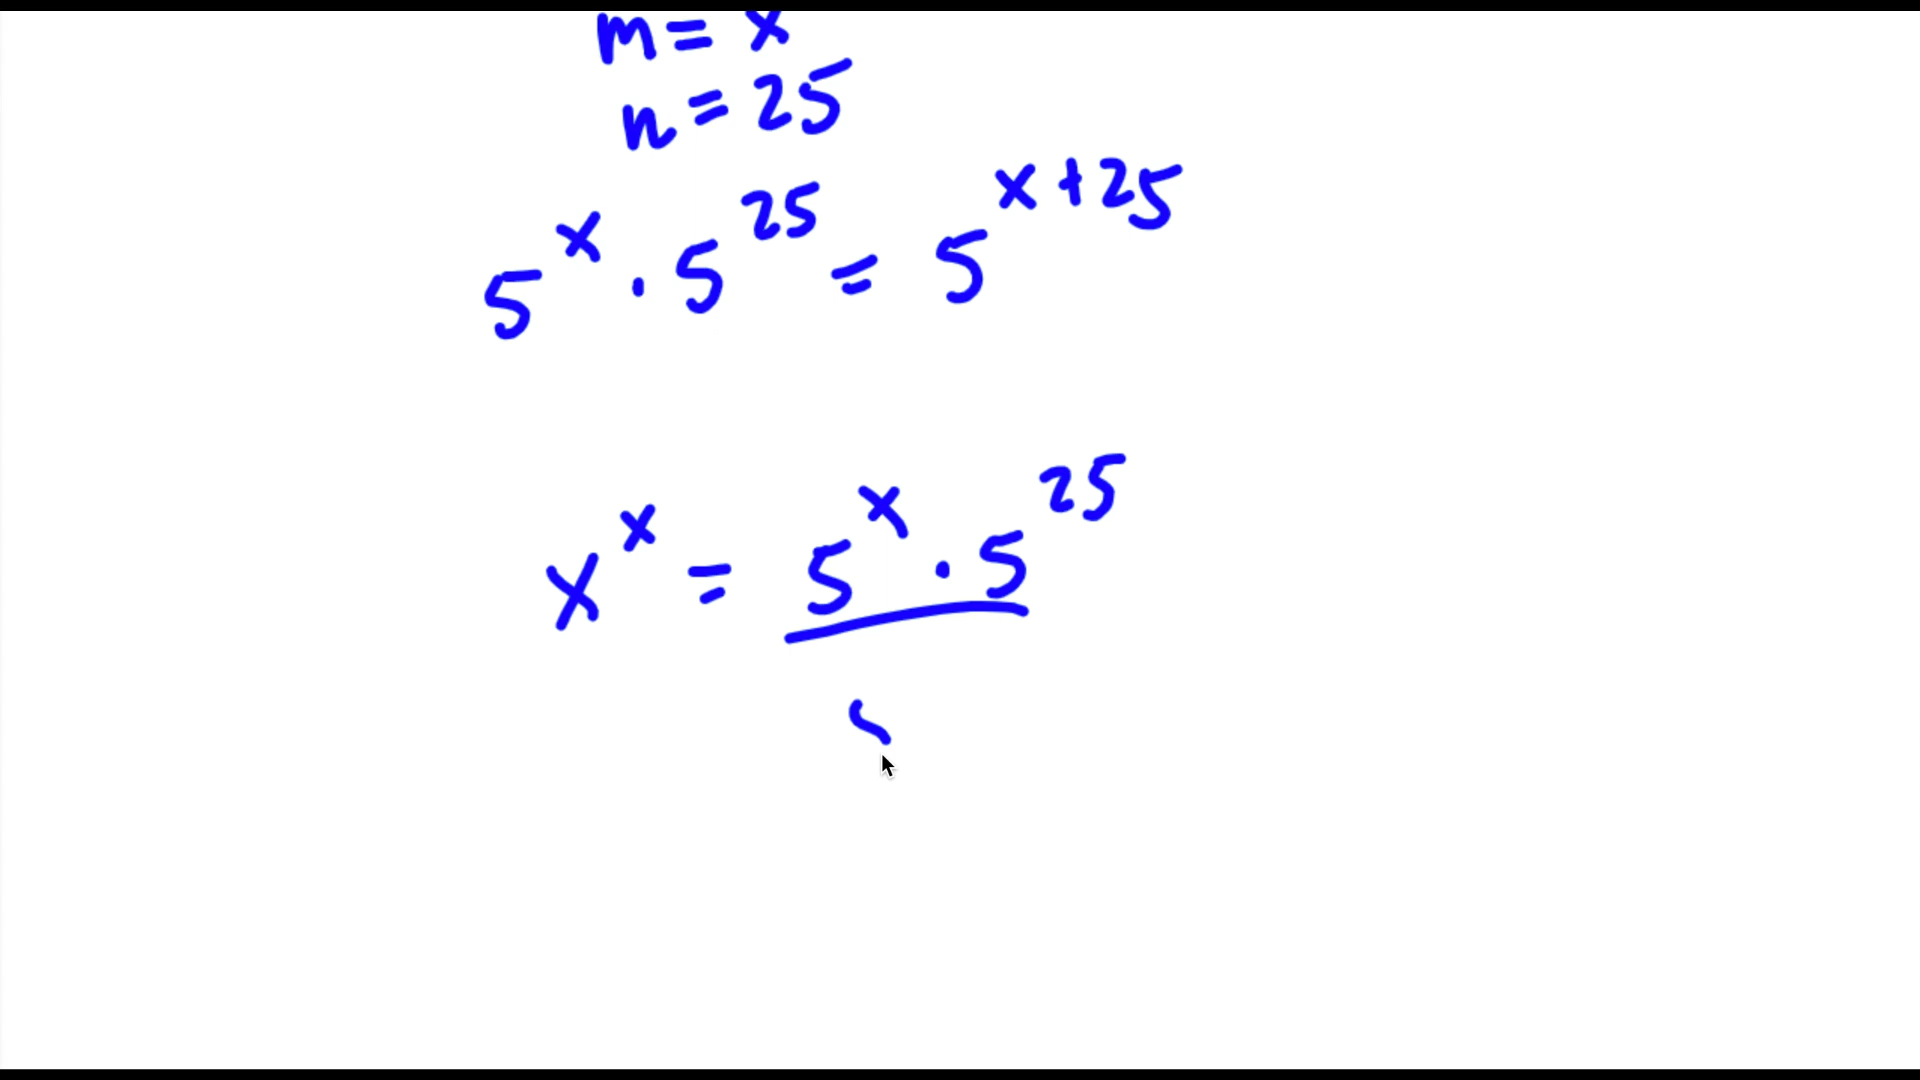 m = x
n = 25
5^x · 5^25 = 5^x+25
x^x = 5^x · 5^25